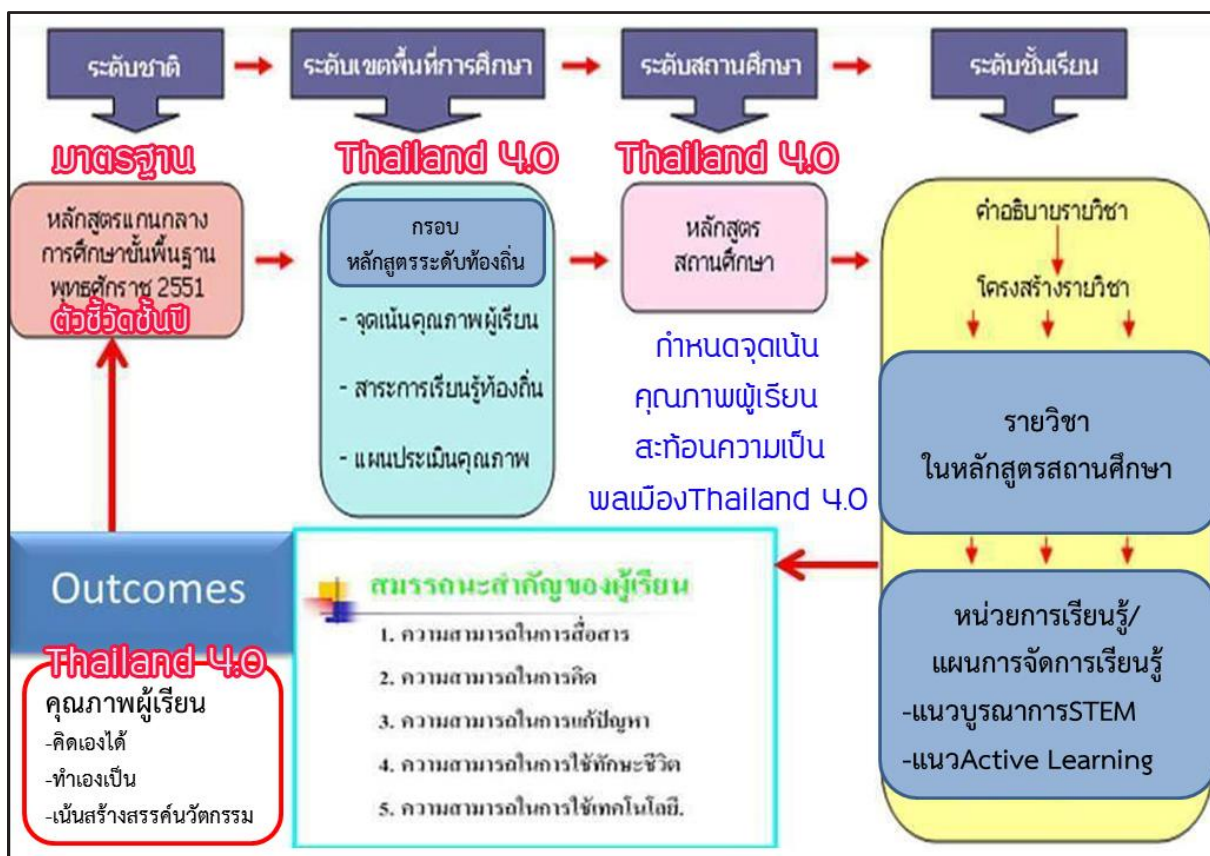 ระดับชาติ
ระดับเขตพื้นที่การศึกษา
ระดับสถานศึกษา
ระดับชั้นเรียน
มาตรฐาน
Thailand 4.0
Thailand 4.0
หลักสูตรแกนกลาง
การศึกษาขั้นพื้นฐาน
พุทธศักราช 2551
ตัวชี้วัดชั้นปี
กรอบ
หลักสูตรระดับท้องถิ่น
- จุดเน้นคุณภาพผู้เรียน
- สาระการเรียนรู้ท้องถิ่น
- แผนประเมินคุณภาพ
หลักสูตร
สถานศึกษา
กำหนดจุดเน้น
คุณภาพผู้เรียน
สะท้อนความเป็น
พลเมืองThailand 4.0
คำอธิบายรายวิชา
โครงสร้างรายวิชา
รายวิชา
ในหลักสูตรสถานศึกษา
หน่วยการเรียนรู้/
แผนการจัดการเรียนรู้
-แนวบูรณาการSTEM
-แนวActive Learning
สมรรถนะสำคัญของผู้เรียน
1. ความสามารถในการสื่อสาร
2. ความสามารถในการคิด
3. ความสามารถในการแก้ปัญหา
4. ความสามารถในการใช้ทักษะชีวิต
5. ความสามารถในการใช้เทคโนโลยี.
Outcomes
Thailand 4.0
คุณภาพผู้เรียน
-คิดเองได้
-ทำเองเป็น
-เน้นสร้างสรรค์นวัตกรรม